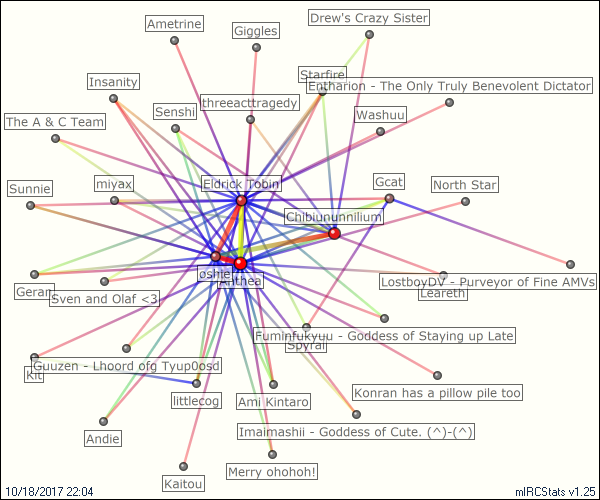 Drew's Crazy Sister
Ametrine
Giggles
Starfire
Insanity
Entharion - The Only Truly Benevolent Dictator
threeacttragedy
Senshi
Washuu
The A & C Team
Sunnie
miyax
Eldrick Tobin
Gcat
North Star
Chibiununnilium
oshie
Anthea
LostboyDV - Purveyor of Fine AMVs
Geran
Sven and Olaf <3
Leareth
Fuminfukyuu - Goddess of Staying up Late
Spyral
Guuzen - Lhoord ofg Tyup0osd
Kit
Konran has a pillow pile too
littlecog
Ami Kintaro
Andie
Imaimashii - Goddess of Cute. (^)-(^)
Merry ohohoh!
Kaitou
10/18/2017 22:04
mIRCStats v1.25